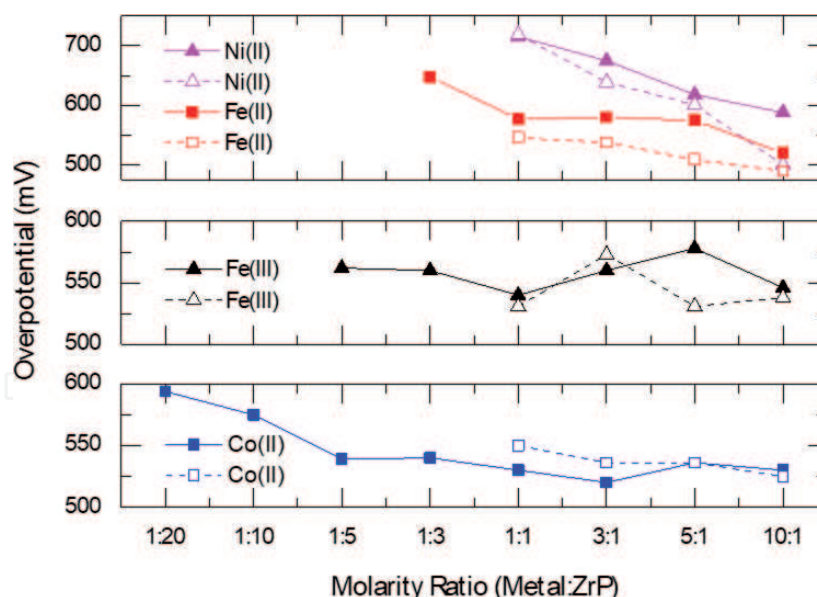 700
600
500
Ni(II)
Ni(II)
Fe(II)
Fe(II)
600
550
500
Fe(III)
Fe(III)
600
550
500
Co(II)
Co(II)
Overpotential (mV)
1:20 1:10 1:5 1:3 1:1 3:1 5:1 10:1
Molarity Ratio (Metal:ZrP)